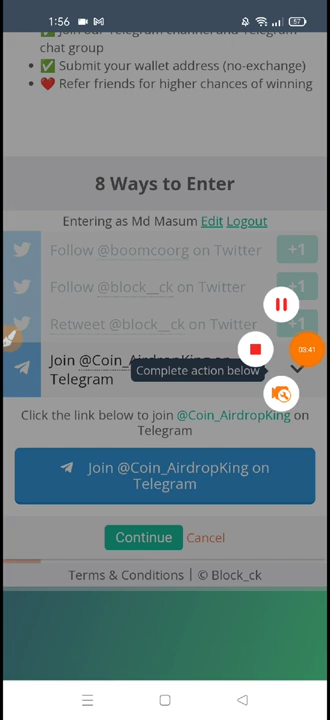 1:56
57
✅ Join our Telegram channel and Telegram
chat group
✅ Submit your wallet address (no-exchange)
❤️ Refer friends for higher chances of winning
8 Ways to Enter
Entering as Md Masum Edit Logout
Follow @boomcoorg on Twitter +1
Follow @block__ck on Twitter +1
Retweet @block__ck on Twitter +1
Join @Coin_AirdropKing on
Telegram
Complete action below
03:41
Click the link below to join @Coin_AirdropKing on
Telegram
Join @Coin_AirdropKing on
Telegram
Continue Cancel
Terms & Conditions | © Block_ck